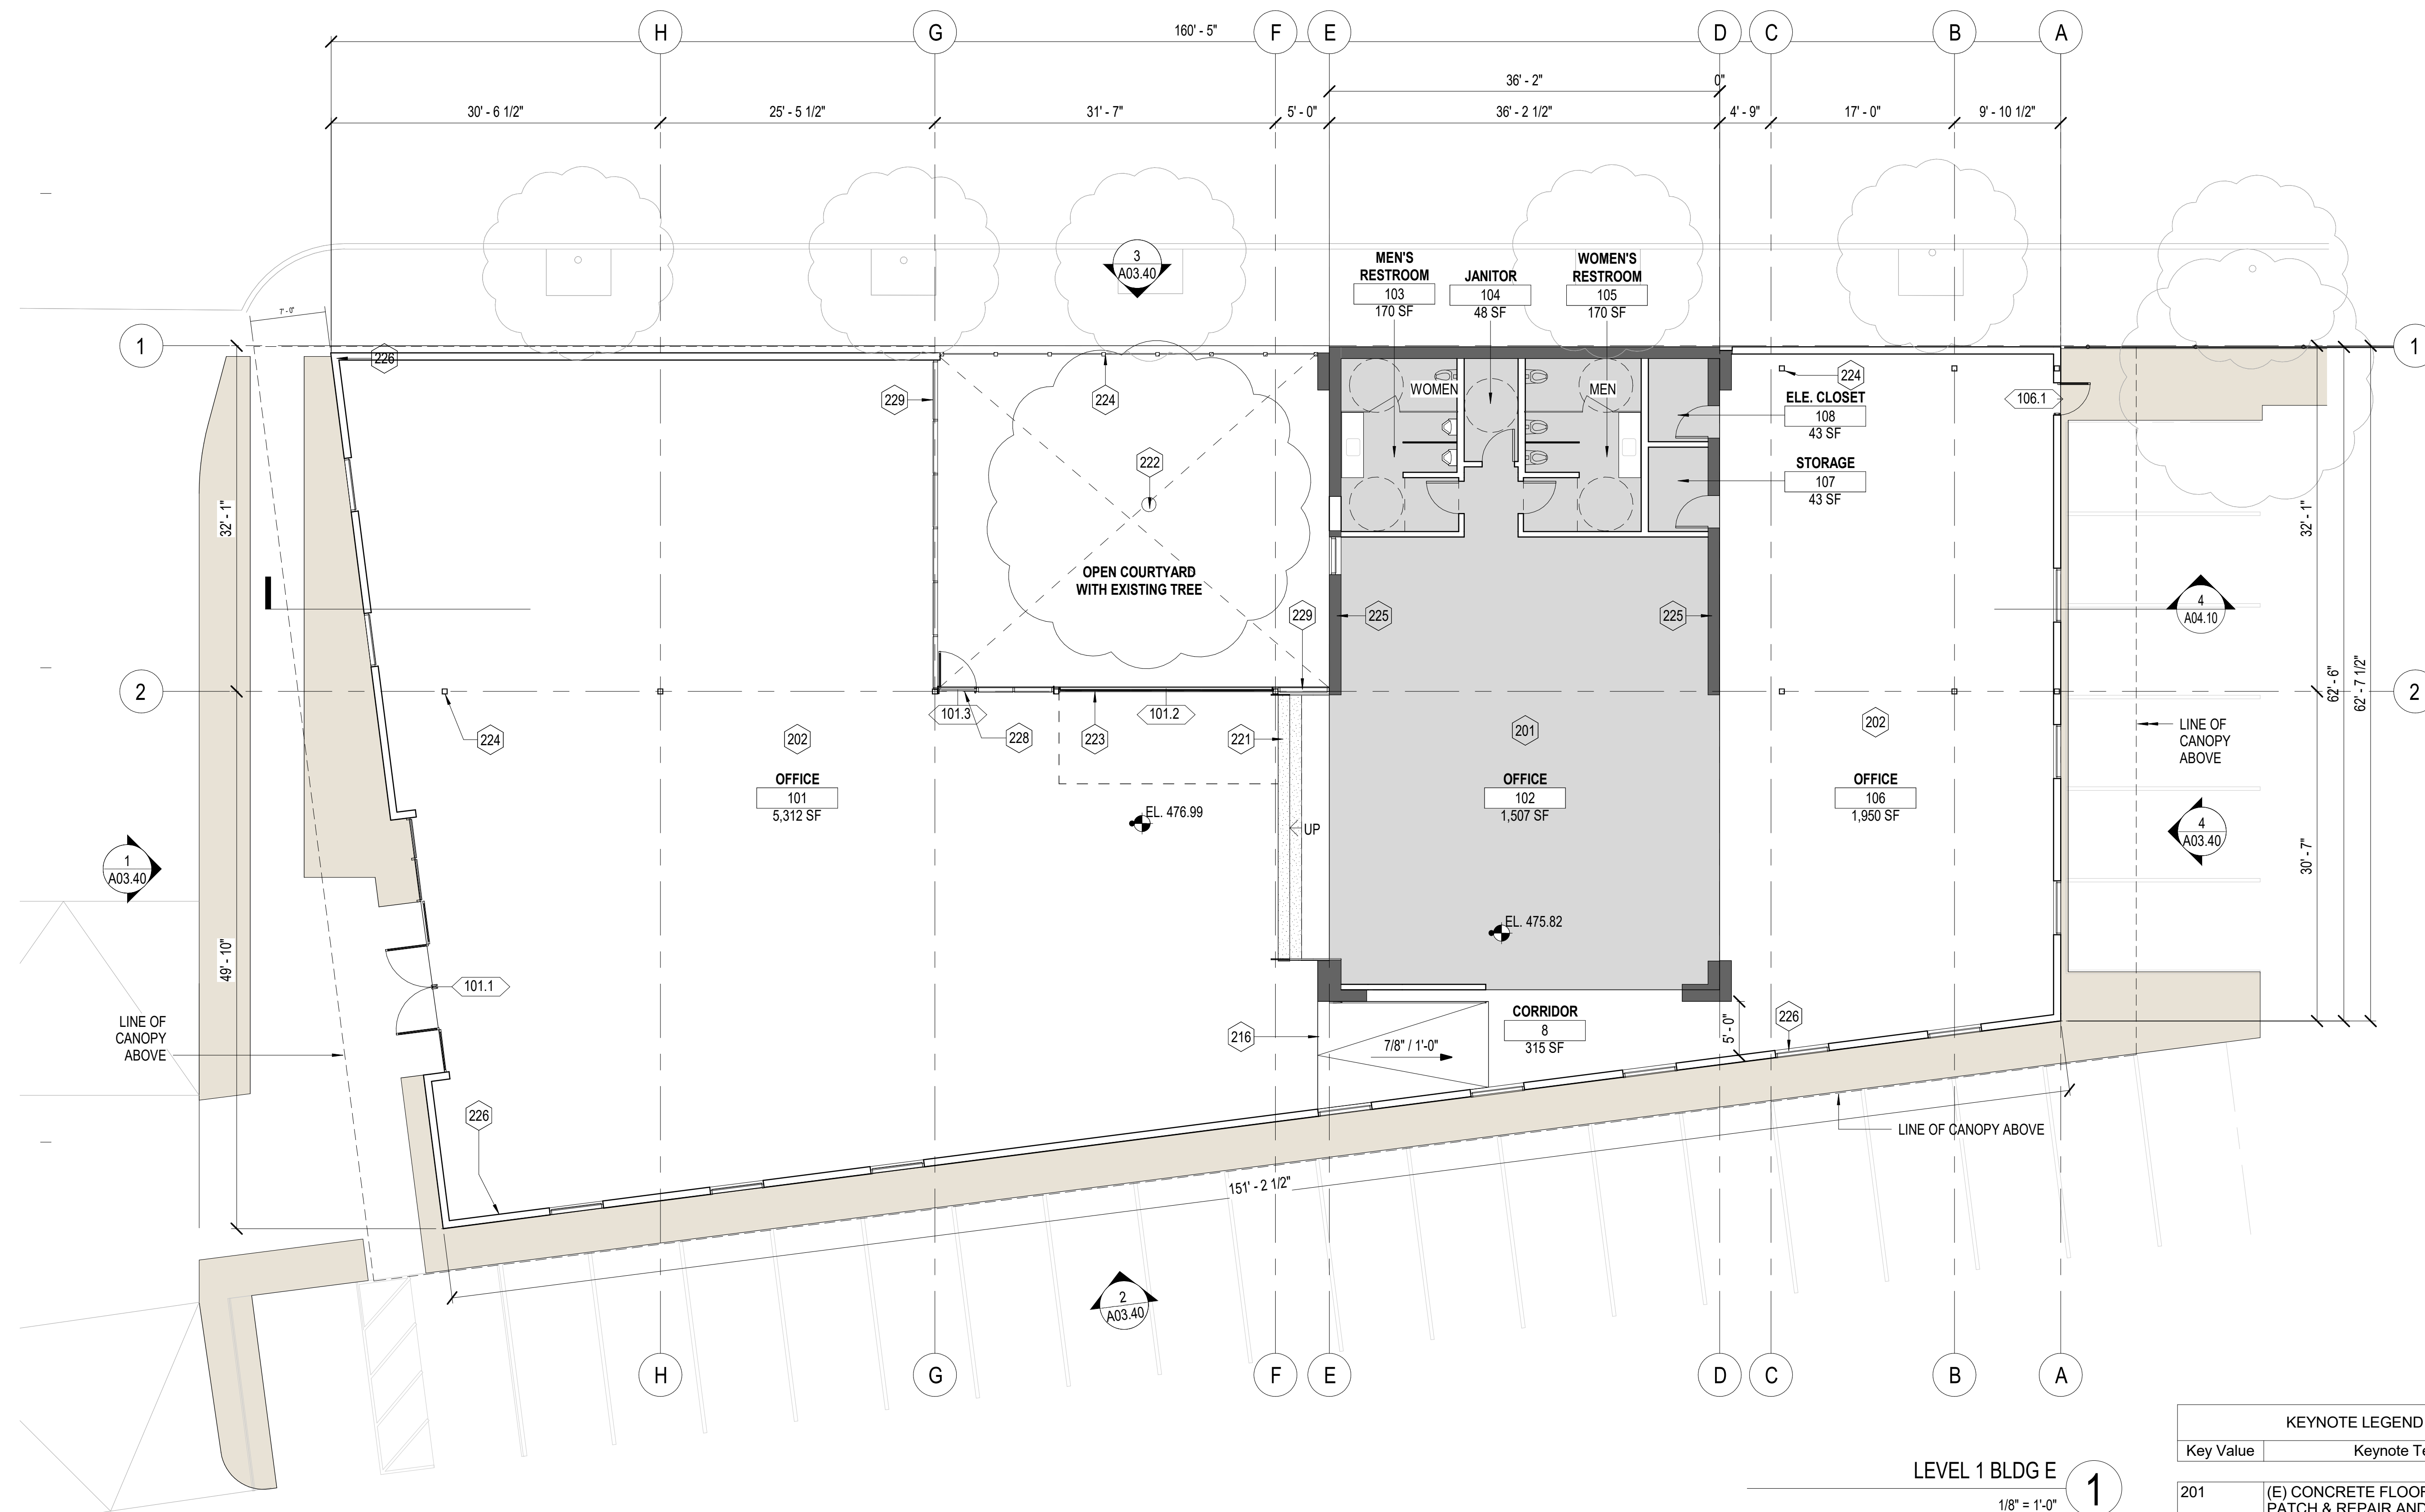 H
G
F
E
D
C
B
A
160' - 5"
36' - 2"
0"
30' - 6 1/2"
25' - 5 1/2"
31' - 7"
5' - 0"
36' - 2 1/2"
4' - 9"
17' - 0"
9' - 10 1/2"
3
A03.40
MEN'S
RESTROOM
103
170 SF
JANITOR
104
48 SF
WOMEN'S
RESTROOM
105
170 SF
7' - 0"
1
1
226
229
224
WOMEN
MEN
224
ELE. CLOSET
108
43 SF
106.1
222
STORAGE
107
43 SF
32' - 1"
32' - 1"
OPEN COURTYARD
WITH EXISTING TREE
229
225
225
4
A04.10
62' - 6"
62' - 7 1/2"
2
2
101.3
101.2
224
228
223
221
202
201
202
LINE OF
CANOPY
ABOVE
OFFICE
101
5,312 SF
OFFICE
102
1,507 SF
OFFICE
106
1,950 SF
EL. 476.99
UP
4
A03.40
30' - 7"
1
A03.40
EL. 475.82
49' - 10"
101.1
LINE OF
CANOPY
ABOVE
216
CORRIDOR
8
315 SF
7/8" / 1'-0"
5' - 0"
226
226
LINE OF CANOPY ABOVE
151' - 2 1/2"
2
A03.40
H
G
F
E
D
C
B
A
LEVEL 1 BLDG E
1
1/8" = 1'-0"
KEYNOTE LEGEND
Key Value
Keynote Te
201
(E) CONCRETE FLOOR
PATCH & REPAIR AND